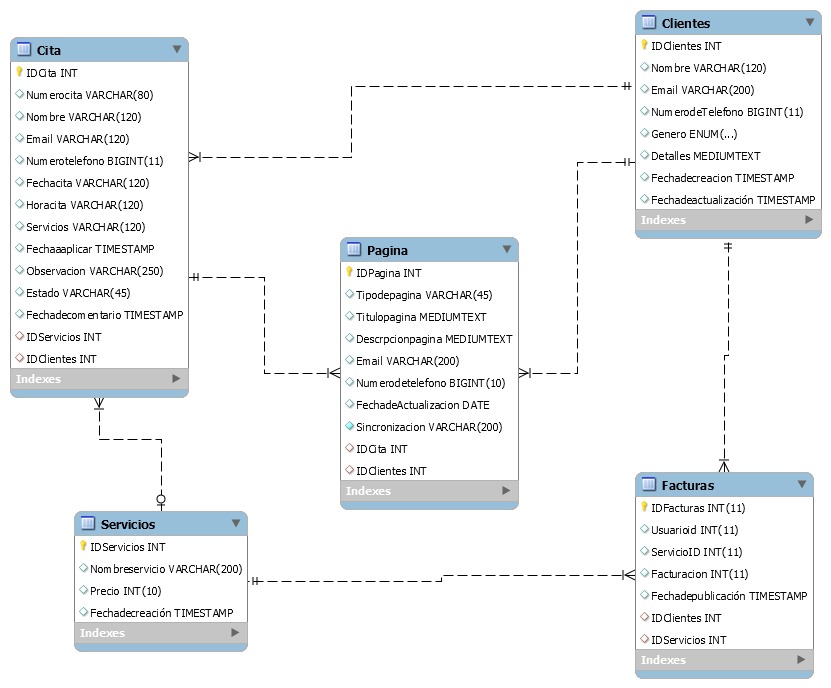 Cita
IDCita INT
Numerocita VARCHAR(80)
Nombre VARCHAR(120)
Email VARCHAR(120)
Numerotelefono BIGINT(11)
Fechacita VARCHAR(120)
Horacita VARCHAR(120)
Servicios VARCHAR(120)
Fechaaaplicar TIMESTAMP
Observacion VARCHAR(250)
Estado VARCHAR(45)
Fechadecomentario TIMESTAMP
IDServicios INT
IDClientes INT
Indexes
Clientes
IDClientes INT
Nombre VARCHAR(120)
Email VARCHAR(200)
NumerodeTelefono BIGINT(11)
Genero ENUM(...)
Detalles MEDIUMTEXT
Fechadecreacion TIMESTAMP
Fechadeactualización TIMESTAMP
Indexes
Pagina
IDPagina INT
Tipodepagina VARCHAR(45)
Titulopagina MEDIUMTEXT
Descrpcionpagina MEDIUMTEXT
Email VARCHAR(200)
Numerodetelefono BIGINT(10)
FechadeActualizacion DATE
Sincronizacion VARCHAR(200)
IDCita INT
IDClientes INT
Indexes
Servicios
IDServicios INT
Nombreservicio VARCHAR(200)
Precio INT(10)
Fechadecreación TIMESTAMP
Indexes
Facturas
IDFacturas INT(11)
Usuarioid INT(11)
ServicioID INT(11)
Facturacion INT(11)
Fechadepublicación TIMESTAMP
IDClientes INT
IDServicios INT
Indexes